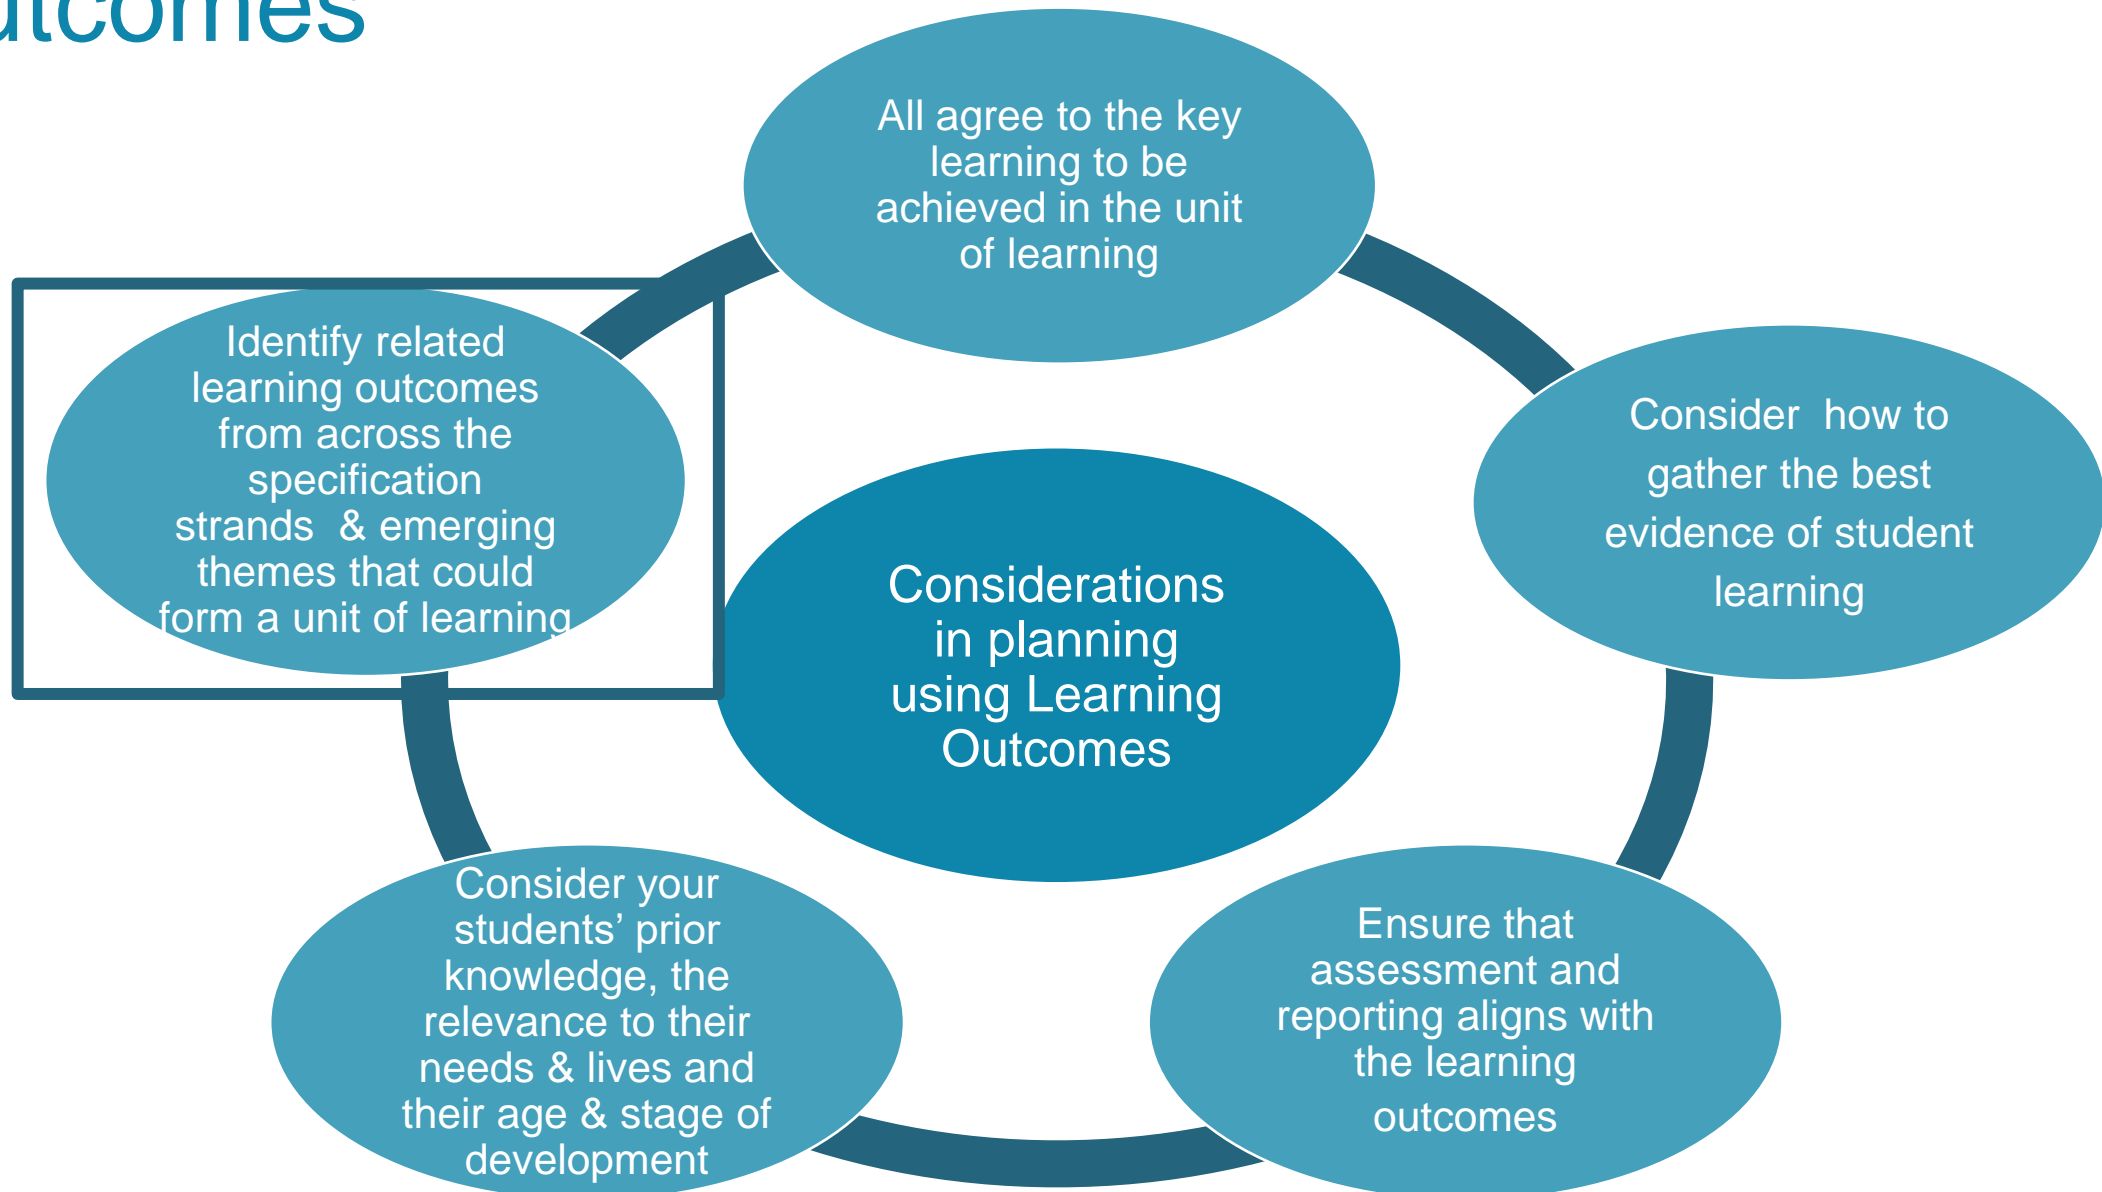 utcomes
All agree to the key
learning to be
achieved in the unit
of learning
Identify related
learning outcomes
from across the
specification
strands & emerging
themes that could
form a unit of learning
Consider how to
gather the best
evidence of student
learning
Considerations
in planning
using Learning
Outcomes
Consider your
students’ prior
knowledge, the
relevance to their
needs & lives and
their age & stage of
development
Ensure that
assessment and
reporting aligns with
the learning
outcomes